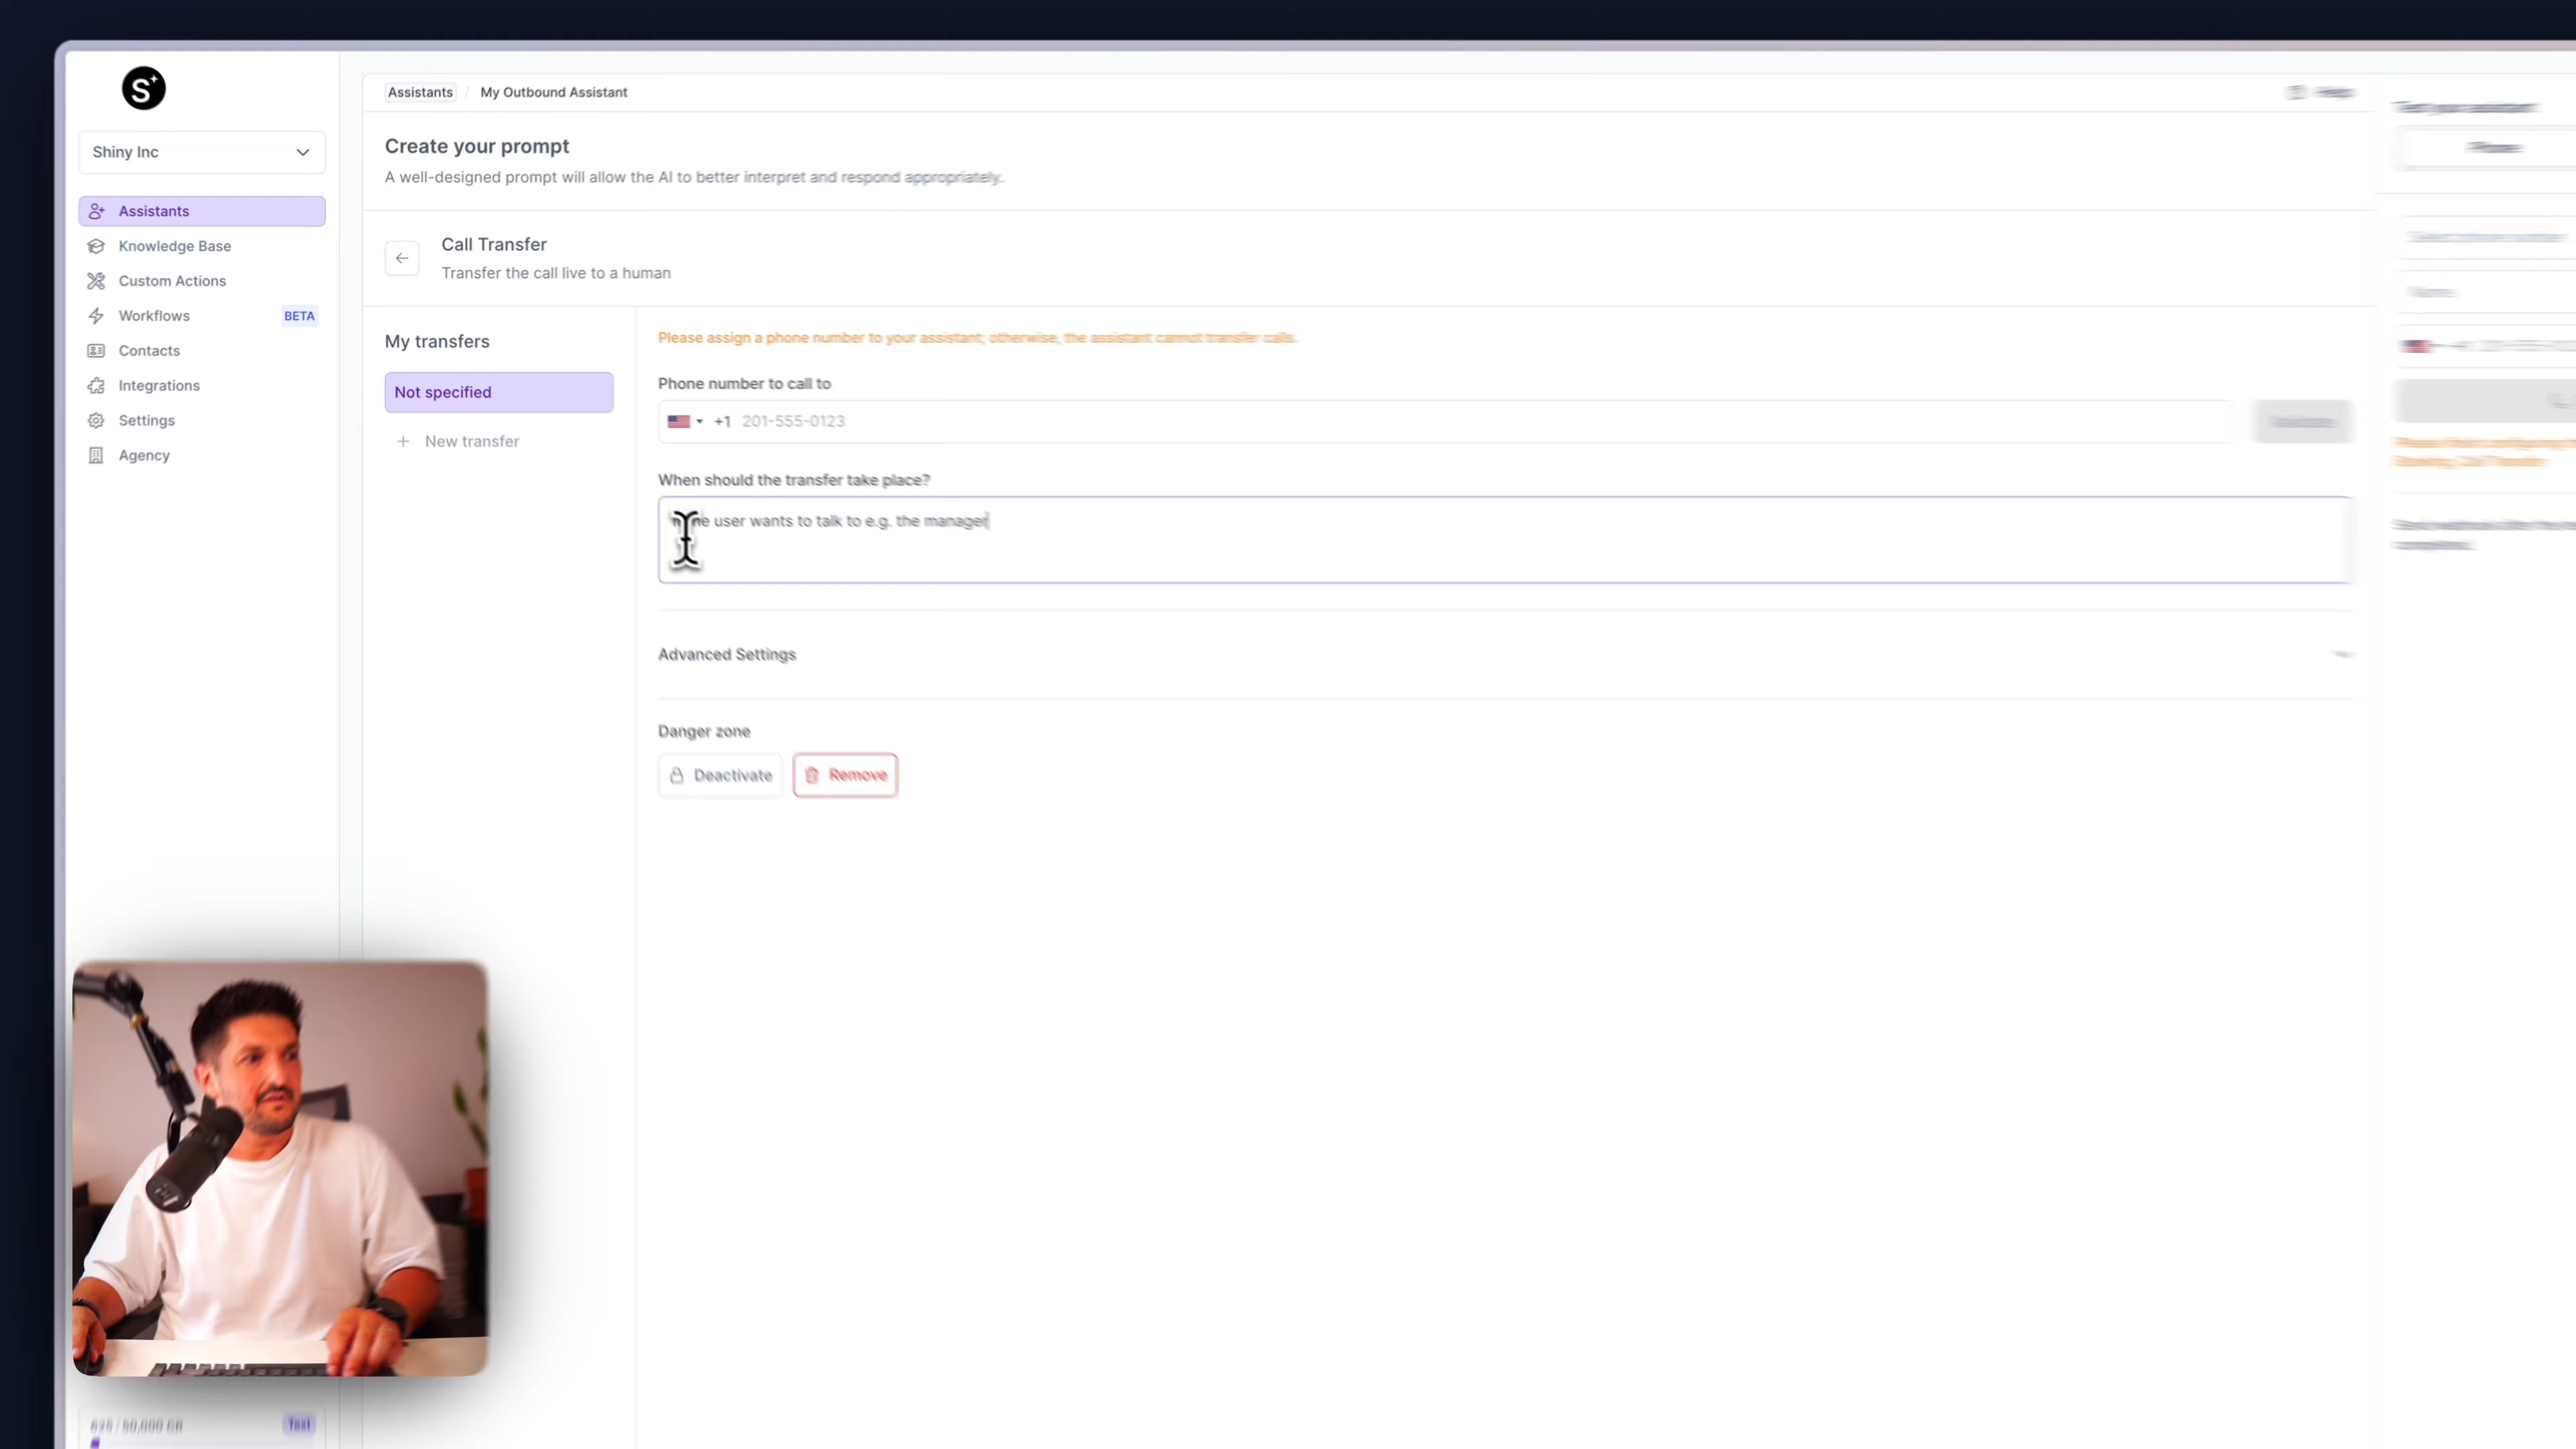 S
Shiny Inc
Assistants
Knowledge Base
Custom Actions
Workflows
BETA
Contacts
Integrations
Settings
Agency
Assistants / My Outbound Assistant
Create your prompt
A well-designed prompt will allow the AI to better interpret and respond appropriately.
Call Transfer
Transfer the call live to a human
My transfers
Not specified
+ New transfer
Please assign a phone number to your assistant; otherwise, the assistant cannot transfer calls.
Phone number to call to
+1 201-555-0123
When should the transfer take place?
user wants to talk to e.g. the manager
Advanced Settings
Danger zone
Deactivate
Remove
Test your assistant